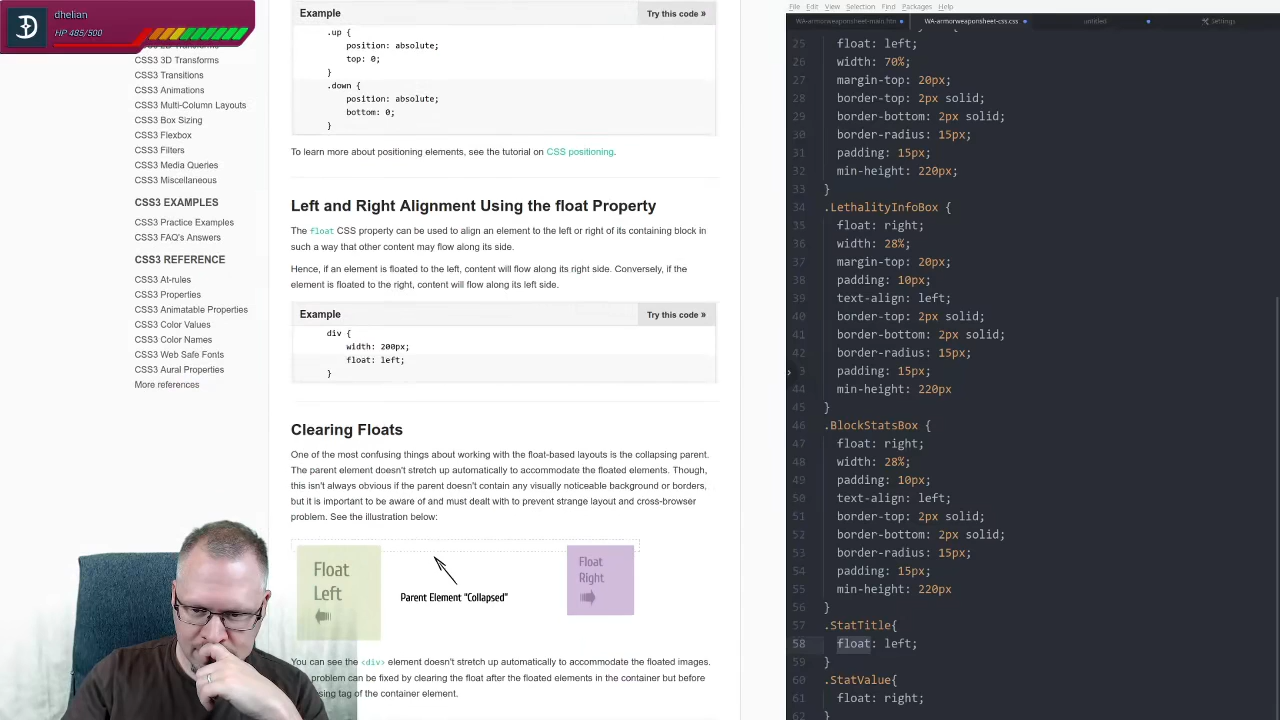 dhelian
HP 485/500
CSS3 3D Transforms
CSS3 Transitions
CSS3 Animations
CSS3 Multi-Column Layouts
CSS3 Box Sizing
CSS3 Flexbox
CSS3 Filters
CSS3 Media Queries
CSS3 Miscellaneous
CSS3 EXAMPLES
CSS3 Practice Examples
CSS3 FAQ's Answers
CSS3 REFERENCE
CSS3 At-rules
CSS3 Properties
CSS3 Animatable Properties
CSS3 Color Values
CSS3 Color Names
CSS3 Web Safe Fonts
CSS3 Aural Properties
More references
Example
Try this code »
.up {
position: absolute;
top: 0;
}
.down {
position: absolute;
bottom: 0;
}
To learn more about positioning elements, see the tutorial on CSS positioning.
Left and Right Alignment Using the float Property
The float CSS property can be used to align an element to the left or right of its containing block in
such a way that other content may flow along its side.
Hence, if an element is floated to the left, content will flow along its right side. Conversely, if the
element is floated to the right, content will flow along its left side.
Example
Try this code »
div {
width: 200px;
float: left;
}
Clearing Floats
One of the most confusing things about working with the float-based layouts is the collapsing parent.
The parent element doesn't stretch up automatically to accommodate the floated elements. Though,
this isn't always obvious if the parent doesn't contain any visually noticeable background or borders,
but it is important to be aware of and must dealt with to prevent strange layout and cross-browser
problem. See the illustration below:
Float
Left
Parent Element "Collapsed"
Float
Right
You can see the <div> element doesn't stretch up automatically to accommodate the floated images.
problem can be fixed by clearing the float after the floated elements in the container but before
sing tag of the container element.
File Edit View Selection Find Packages Help
WA-armorweaponsheet-main.htm
WA-armorweaponsheet-css.css
untitled
Settings
25 float: left;
26 width: 70%;
27 margin-top: 20px;
28 border-top: 2px solid;
29 border-bottom: 2px solid;
30 border-radius: 15px;
31 padding: 15px;
32 min-height: 220px;
33 }
34 .LethalityInfoBox {
35 float: right;
36 width: 28%;
37 margin-top: 20px;
38 padding: 10px;
39 text-align: left;
40 border-top: 2px solid;
41 border-bottom: 2px solid;
42 border-radius: 15px;
3 padding: 15px;
44 min-height: 220px
45 }
46 .BlockStatsBox {
47 float: right;
48 width: 28%;
49 padding: 10px;
50 text-align: left;
51 border-top: 2px solid;
52 border-bottom: 2px solid;
53 border-radius: 15px;
54 padding: 15px;
55 min-height: 220px
56 }
57 .StatTitle{
58 float: left;
59 }
60 .StatValue{
61 float: right;
62 }